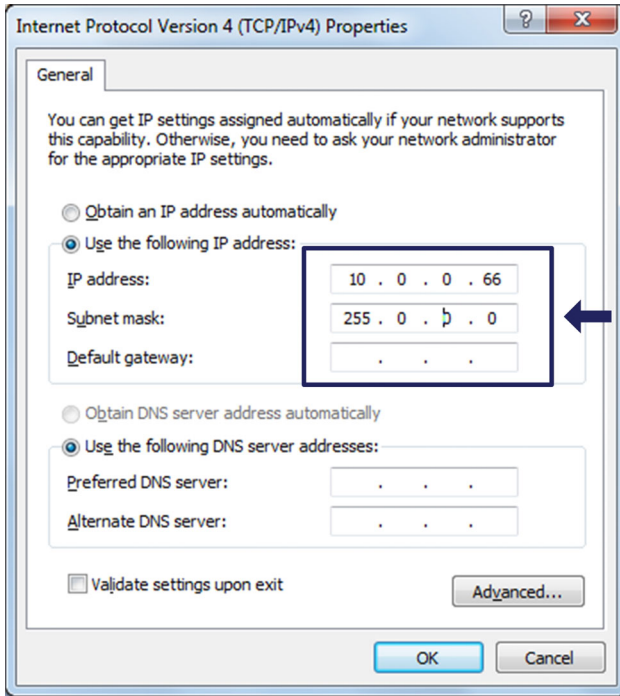 Internet Protocol Version 4 (TCP/IPv4) Properties
General
You can get IP settings assigned automatically if your network supports
this capability. Otherwise, you need to ask your network administrator
for the appropriate IP settings.
Obtain an IP address automatically
Use the following IP address:
IP address: 10 . 0 . 0 . 66
Subnet mask: 255 . 0 . 0 . 0
Default gateway: . . .
Obtain DNS server address automatically
Use the following DNS server addresses:
Preferred DNS server: . . .
Alternate DNS server: . . .
Validate settings upon exit
Advanced...
OK
Cancel